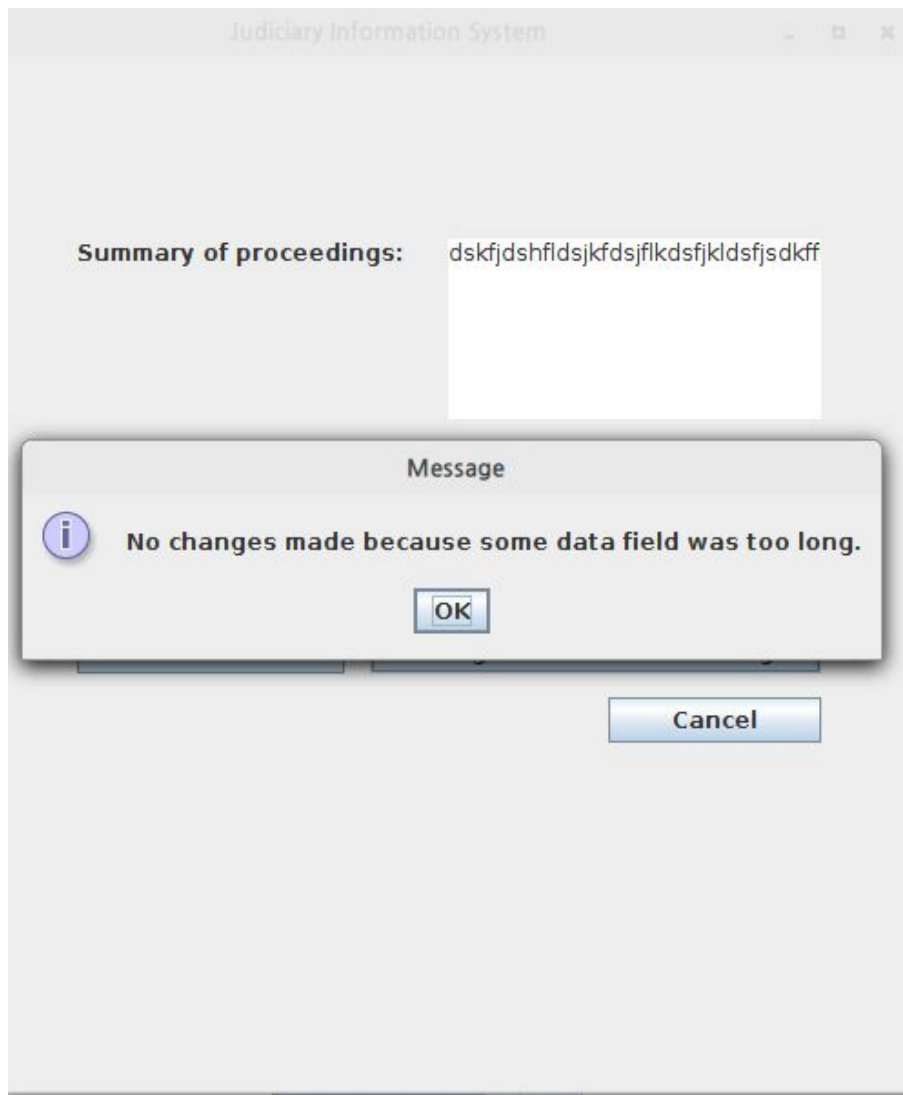 Judiciary Information System
Summary of proceedings:
dskfjdshfldsjkfdsjflkdsfjkldsfjsdkff
Message
No changes made because some data field was too long.
OK
Cancel